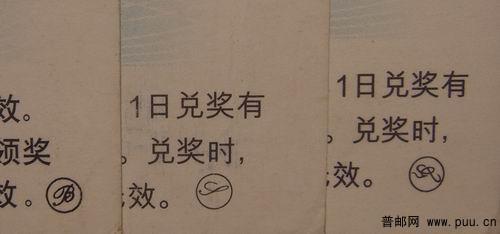 效。
领奖
效。 B
1日兑奖有
。兑奖时，
效。
1日兑奖有
。兑奖时，
效。
普邮网
www.puu.cn